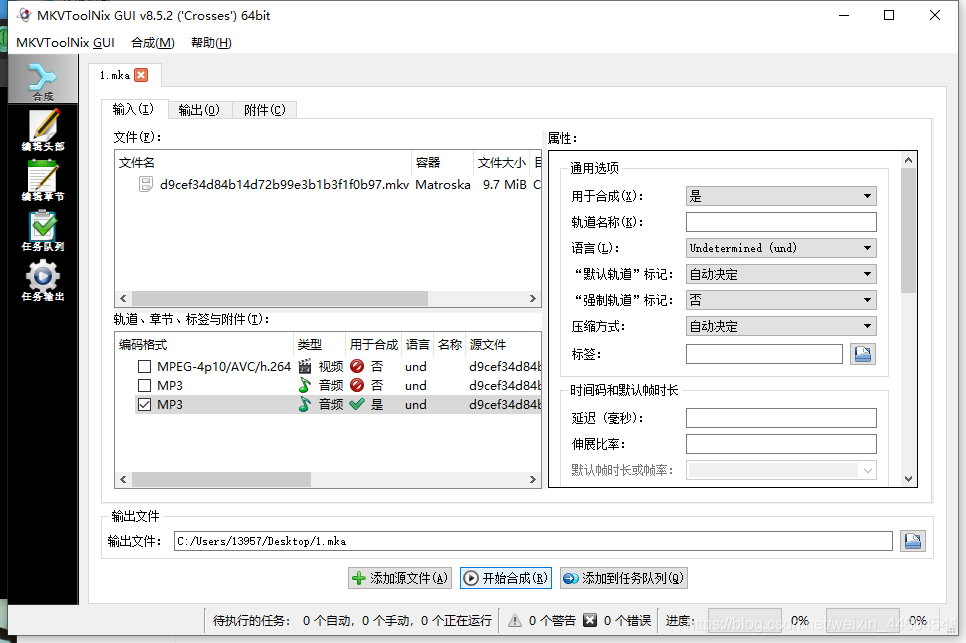 MKVToolNix GUI v8.5.2 ('Crosses') 64bit
MKVToolNix GUI 合成(M) 帮助(H)
合成
编辑头部
编辑章节
任务队列
任务输出
1.mka
输入(I) 输出(O) 附件(C)
文件(F):
文件名 容器 文件大小
d9cef34d84b14d72b99e3b1b3f1f0b97.mkv Matroska 9.7 MiB C
轨道、章节、标签与附件(T):
编码格式 类型 用于合成 语言 名称 源文件
MPEG-4p10/AVC/h.264 视频 否 und d9cef34d84b
MP3 音频 否 und d9cef34d84b
MP3 音频 是 und d9cef34d84b
属性:
通用选项
用于合成(X): 是
轨道名称(K):
语言(L): Undetermined (und)
“默认轨道”标记: 自动决定
“强制轨道”标记: 否
压缩方式: 自动决定
标签:
时间码和默认帧时长
延迟 (毫秒):
伸展比率:
默认帧时长或帧率:
输出文件
输出文件: C:/Users/13957/Desktop/1.mka
添加源文件(A) 开始合成(R) 添加到任务队列(Q)
待执行的任务: 0 个自动，0 个手动，0 个正在运行 0 个警告 0 个错误 进度: 0% 0%